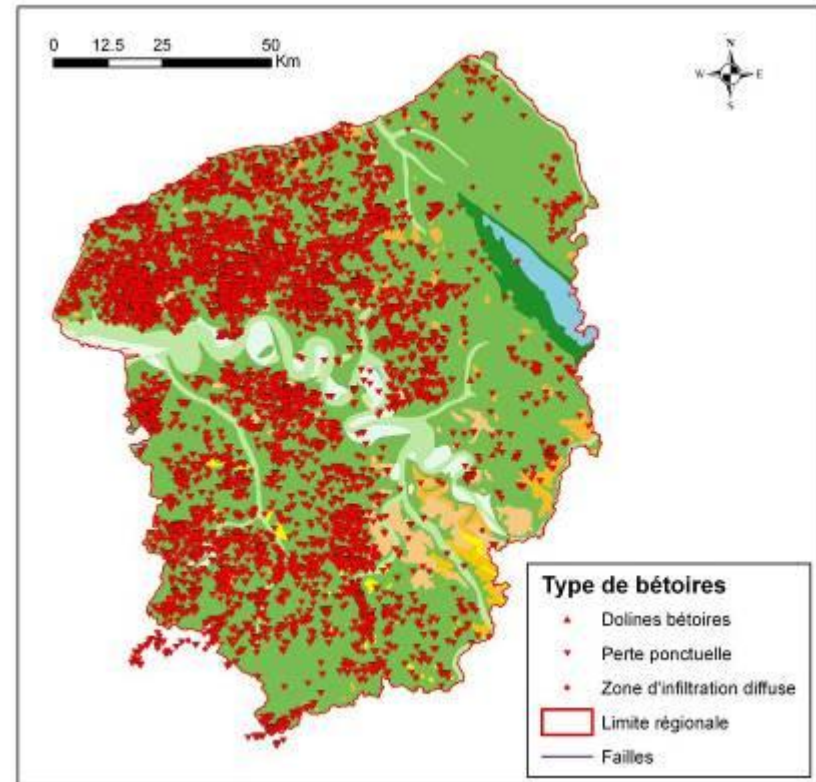 0 12.5 25 50
Km
N
W E
S
Type de bétoires
Dolines bétoires
Perte ponctuelle
Zone d'infiltration diffuse
Limite régionale
Failles